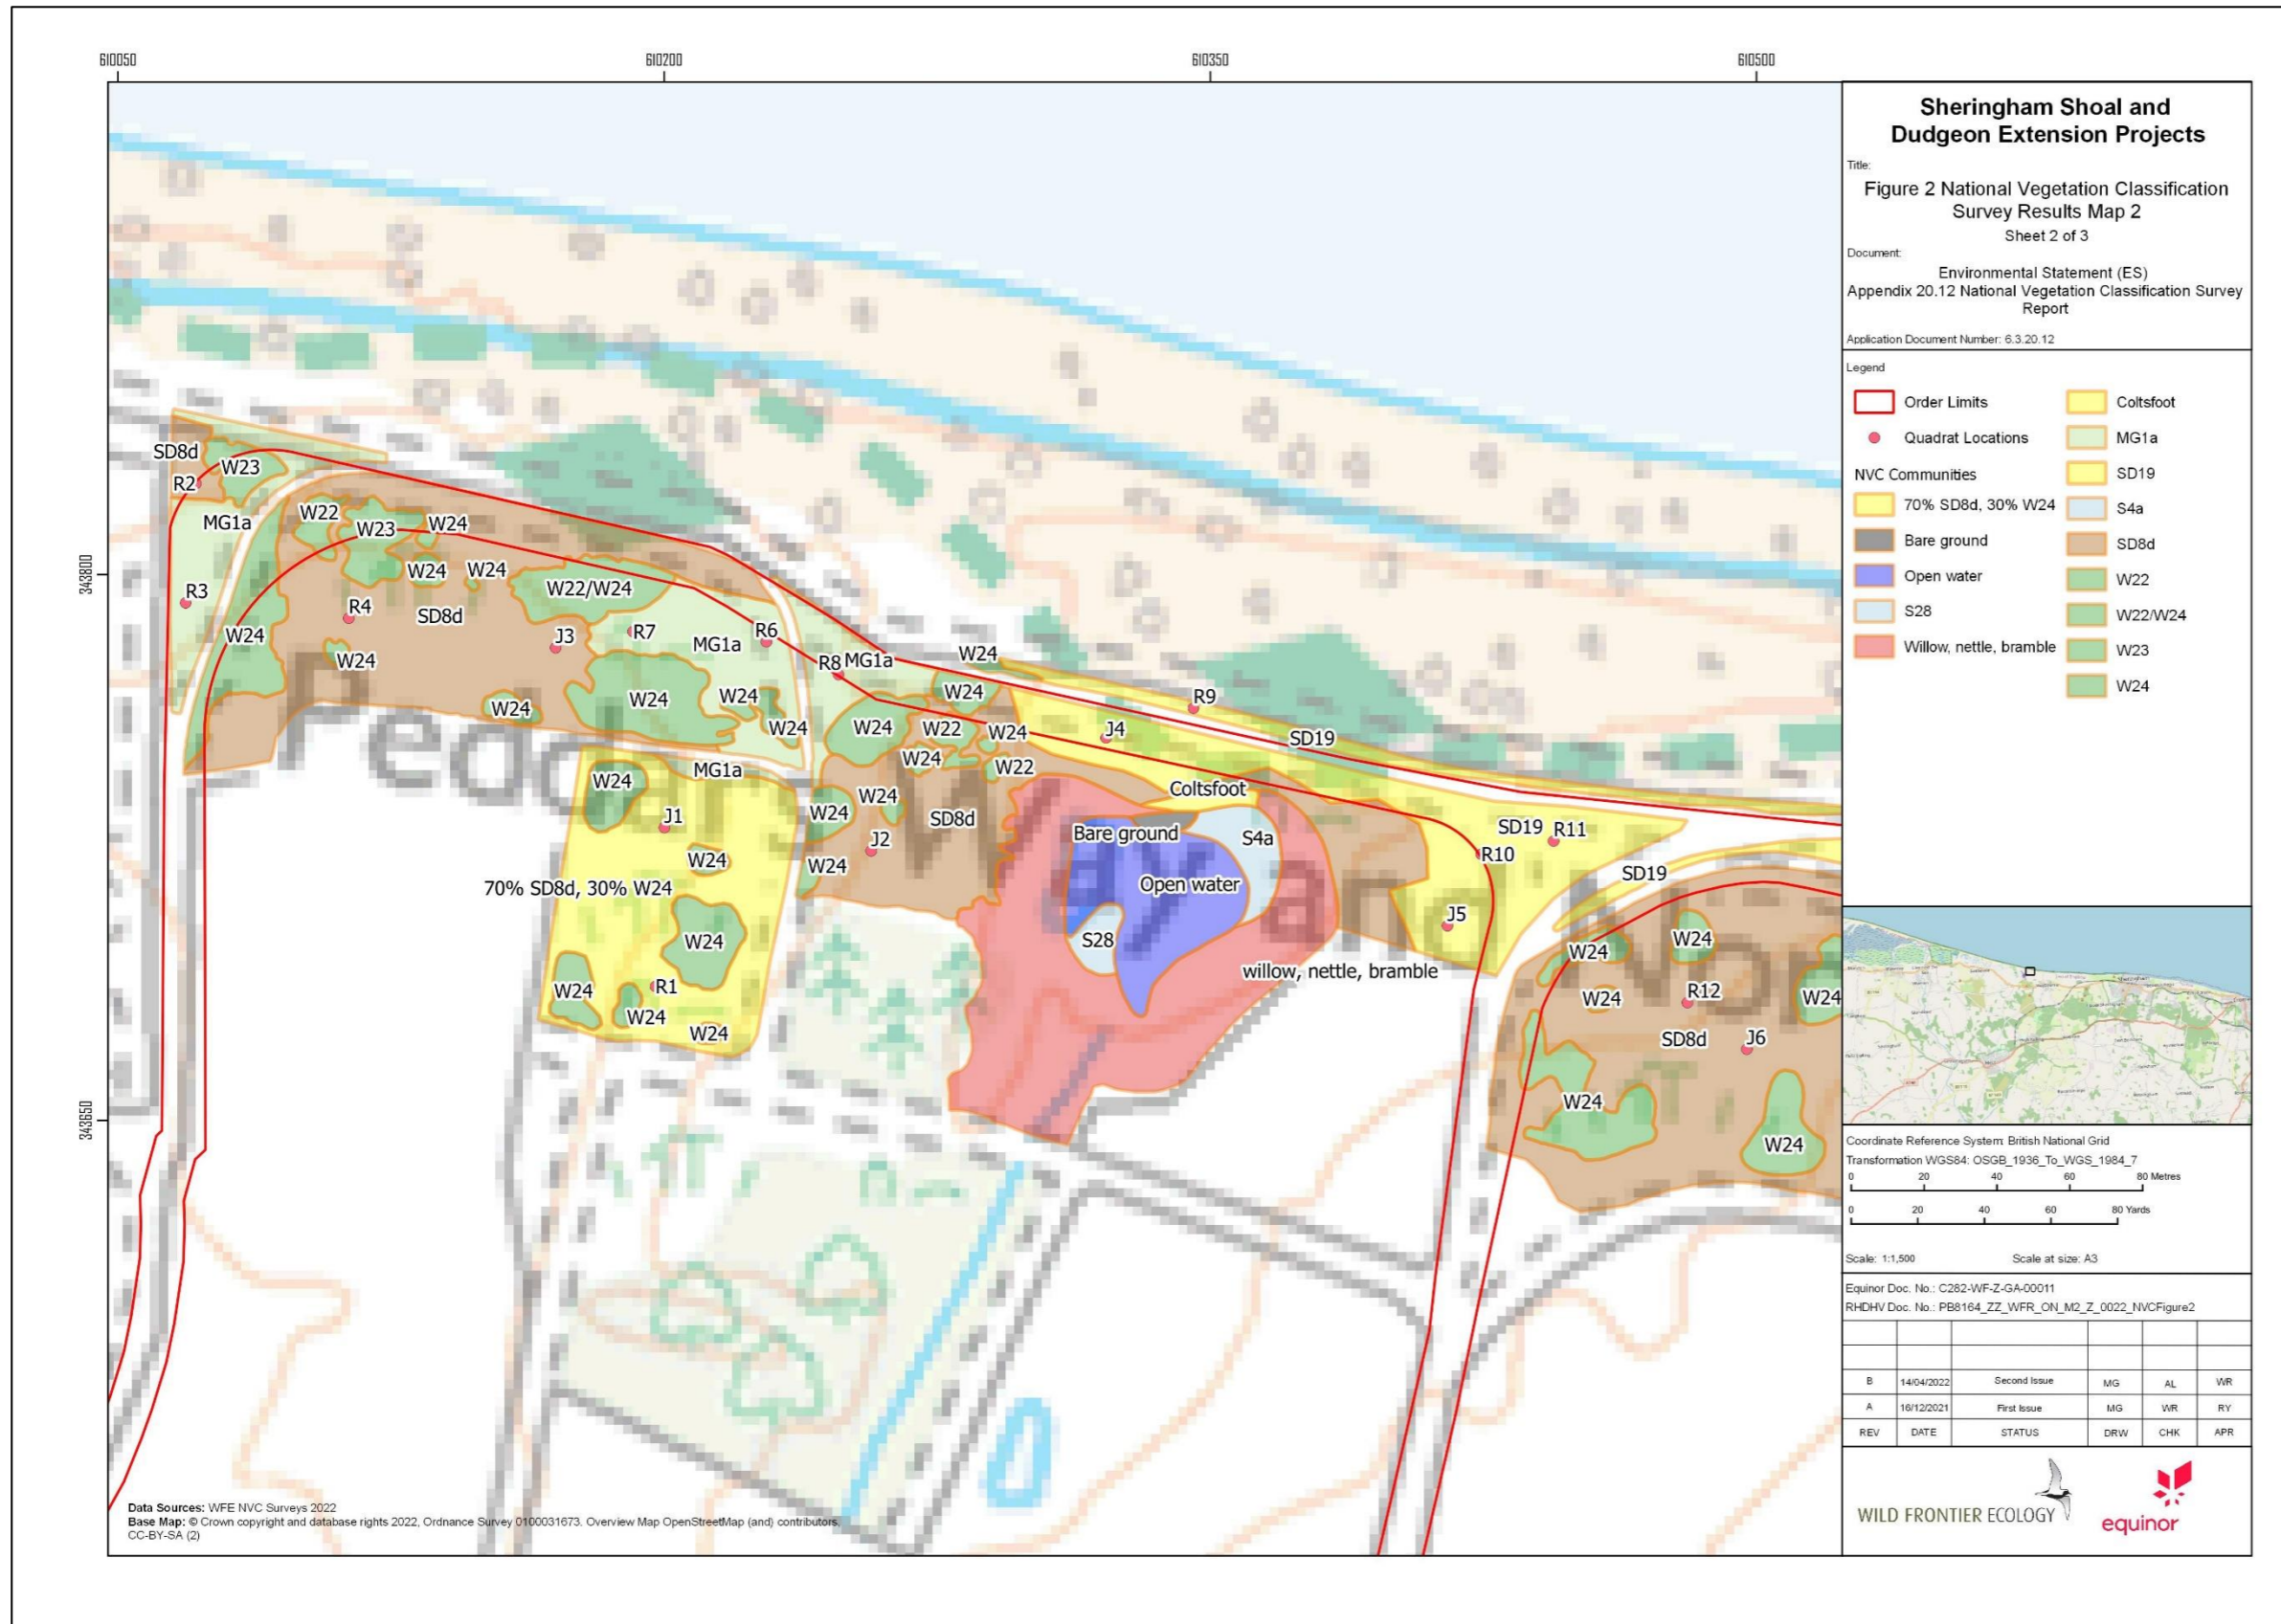 610050
610200
610350
610500
343800
343650
SD8d
W23
R2
MG1a
W22
W23
W24
R3
W24
W24
W22/W24
R4
SD8d
J3
R7
MG1a
R6
W24
W24
R8
MG1a
W24
W24
W24
W24
W24
W24
W24
W22
W24
W24
W22
R9
J4
SD19
MG1a
W24
J1
W24
W24
J2
SD8d
W24
W24
70% SD8d, 30% W24
W24
W24
R1
W24
W24
Coltsfoot
Bare ground
S4a
Open water
S28
willow, nettle, bramble
SD19
R11
R10
SD19
J5
W24
W24
W24
R12
W24
SD8d
J6
W24
W24
Peddars Way and Nor
Data Sources: WFE NVC Surveys 2022
Base Map: © Crown copyright and database rights 2022, Ordnance Survey 0100031673. Overview Map OpenStreetMap (and) contributors,
CC-BY-SA (2)
Sheringham Shoal and
Dudgeon Extension Projects
Title:
Figure 2 National Vegetation Classification
Survey Results Map 2
Sheet 2 of 3
Document:
Environmental Statement (ES)
Appendix 20.12 National Vegetation Classification Survey
Report
Application Document Number: 6.3.20.12
Legend
Order Limits
Quadrat Locations
NVC Communities
70% SD8d, 30% W24
Bare ground
Open water
S28
Willow, nettle, bramble
Coltsfoot
MG1a
SD19
S4a
SD8d
W22
W22/W24
W23
W24
Coordinate Reference System: British National Grid
Transformation WGS84: OSGB_1936_To_WGS_1984_7
0 20 40 60 80 Metres
0 20 40 60 80 Yards
Scale: 1:1,500 Scale at size: A3
Equinor Doc. No.: C282-WF-Z-GA-00011
RHDHV Doc. No.: PB8164_ZZ_WFR_ON_M2_Z_0022_NVCFigure2
B 14/04/2022 Second Issue MG AL WR
A 16/12/2021 First Issue MG WR RY
REV DATE STATUS DRW CHK APR
WILD FRONTIER ECOLOGY
equinor